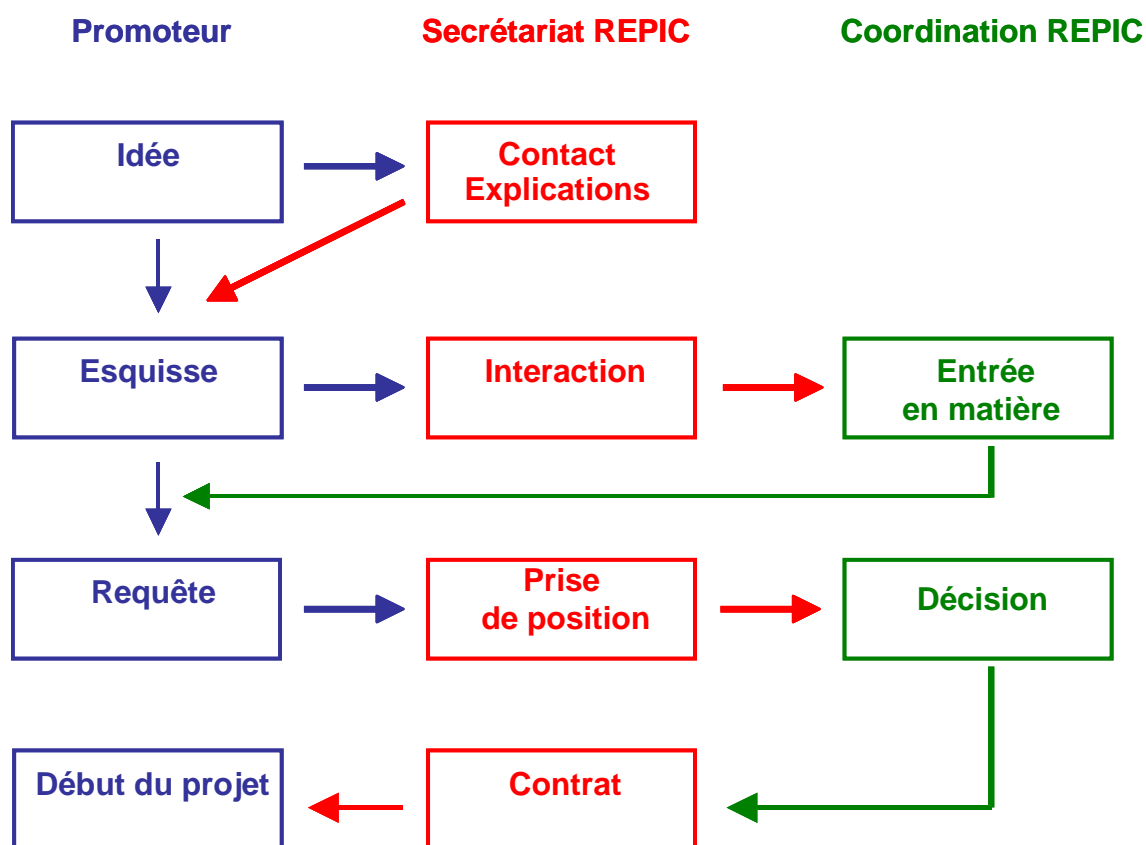 Promoteur
Secrétariat REPIC
Coordination REPIC
Idée
Contact
Explications
Esquisse
Interaction
Entrée
en matière
Requête
Prise
de position
Décision
Début du projet
Contrat